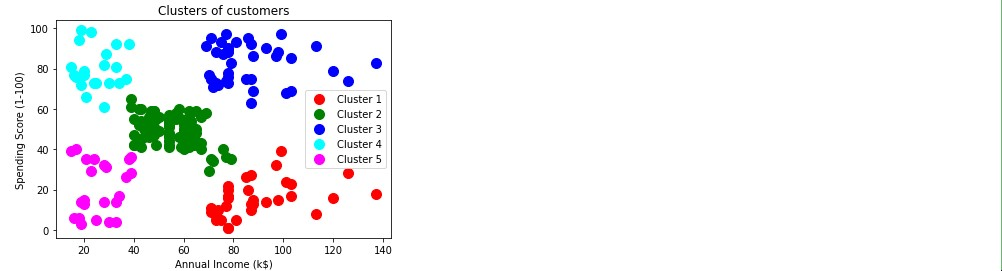 Clusters of customers
100
80
60
40
20
0
Spending Score (1-100)
Cluster 1
Cluster 2
Cluster 3
Cluster 4
Cluster 5
20 40 60 80 100 120 140
Annual Income (k$)